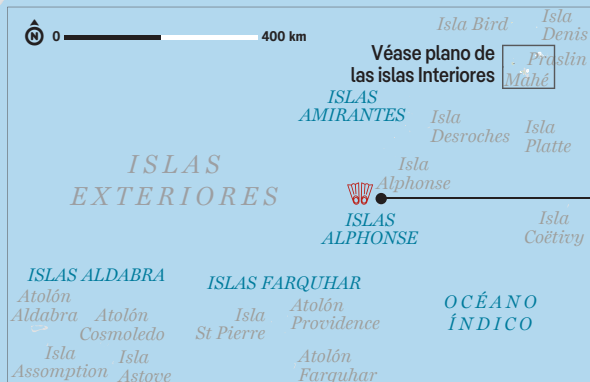 N
0
400 km
Isla Bird
Isla
Denis
Véase plano de
las islas Interiores
Praslin
Mahé
ISLAS
AMIRANTES
Isla
Desroches
Isla
Platte
ISLAS
EXTERIORES
Isla
Alphonse
ISLAS
ALPHONSE
Isla
Coëtivy
ISLAS ALDABRA
ISLAS FARQUHAR
Atolón
Aldabra
Atolón
Cosmoledo
Isla
St Pierre
Atolón
Providence
OCÉANO
ÍNDICO
Isla
Assomption
Isla
Astove
Atolón
Farquhar